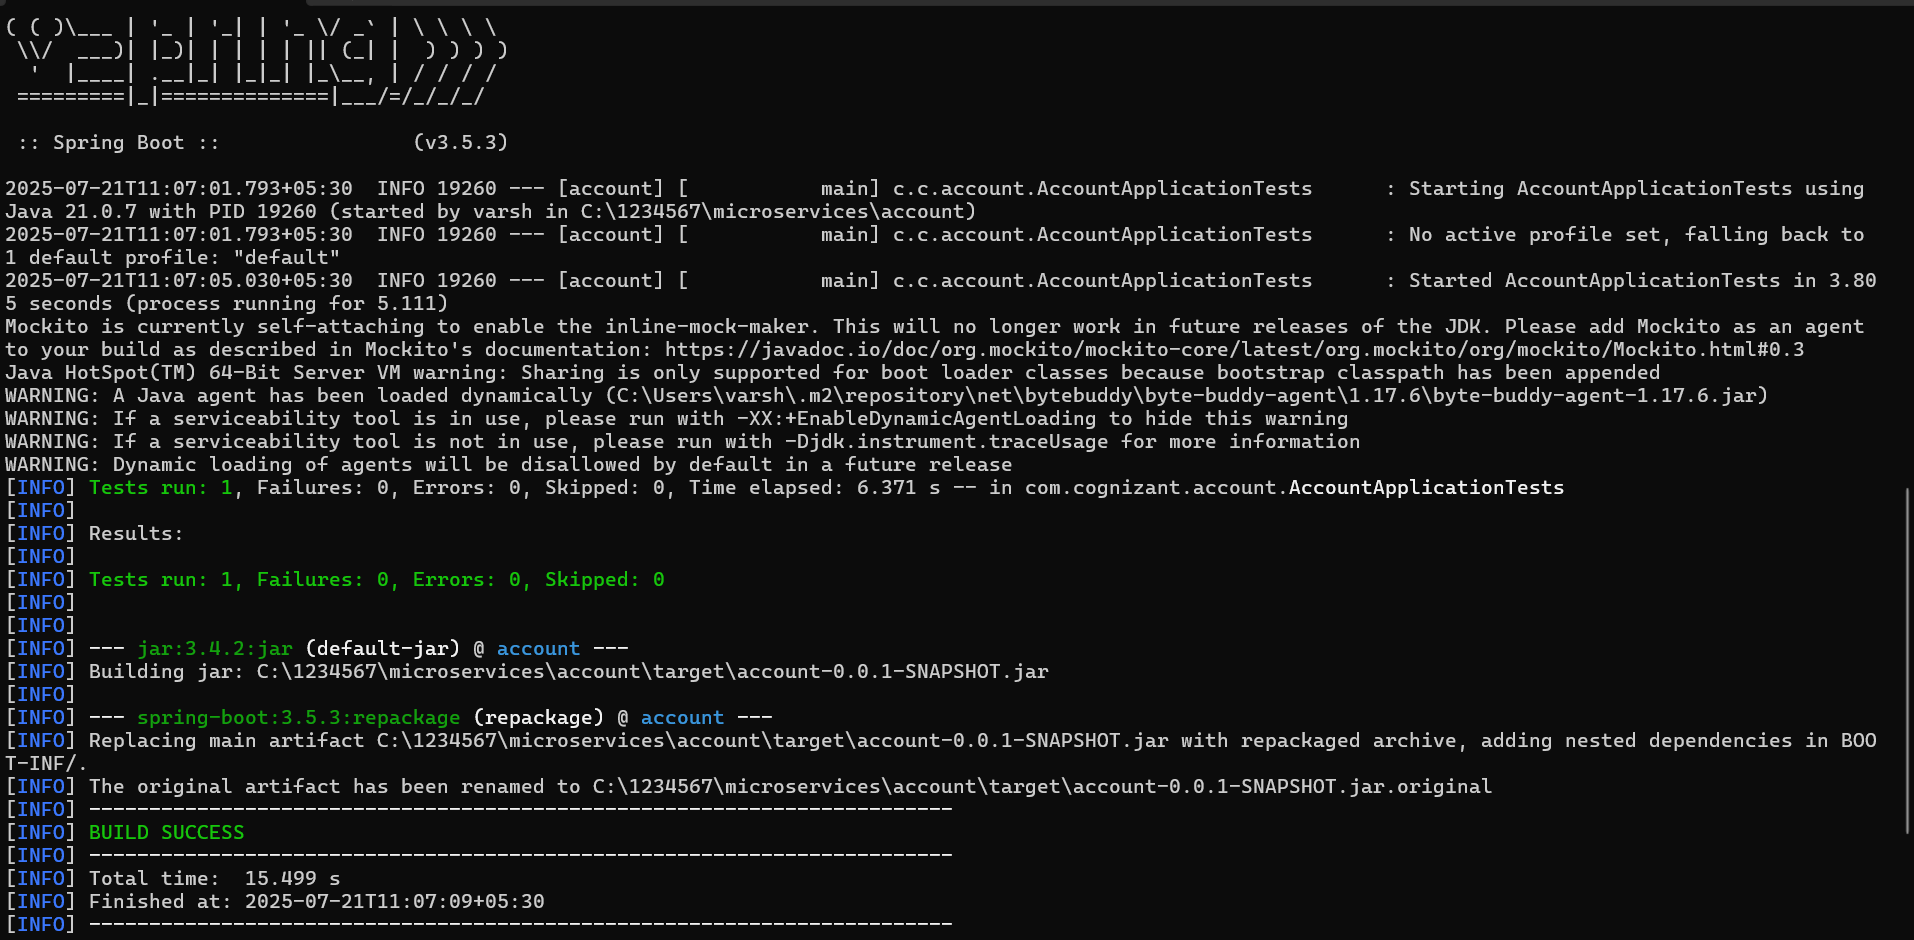 ( ( )\___ | '_ | '_| | '_ \/ _` | \ \ \ \
 \\/  ___)| |_)| | | | | || (_| |  ) ) ) )
  '  |____| .__|_| |_|_| |_\__, | / / / /
 =========|_|==============|___/=/_/_/_/

 :: Spring Boot ::                (v3.5.3)

2025-07-21T11:07:01.793+05:30  INFO 19260 --- [account] [           main] c.c.account.AccountApplicationTests      : Starting AccountApplicationTests using
Java 21.0.7 with PID 19260 (started by varsh in C:\1234567\microservices\account)
2025-07-21T11:07:01.793+05:30  INFO 19260 --- [account] [           main] c.c.account.AccountApplicationTests      : No active profile set, falling back to
1 default profile: "default"
2025-07-21T11:07:05.030+05:30  INFO 19260 --- [account] [           main] c.c.account.AccountApplicationTests      : Started AccountApplicationTests in 3.80
5 seconds (process running for 5.111)
Mockito is currently self-attaching to enable the inline-mock-maker. This will no longer work in future releases of the JDK. Please add Mockito as an agent
to your build as described in Mockito's documentation: https://javadoc.io/doc/org.mockito/mockito-core/latest/org.mockito/org/mockito/Mockito.html#0.3
Java HotSpot(TM) 64-Bit Server VM warning: Sharing is only supported for boot loader classes because bootstrap classpath has been appended
WARNING: A Java agent has been loaded dynamically (C:\Users\varsh\.m2\repository\net\bytebuddy\byte-buddy-agent\1.17.6\byte-buddy-agent-1.17.6.jar)
WARNING: If a serviceability tool is in use, please run with -XX:+EnableDynamicAgentLoading to hide this warning
WARNING: If a serviceability tool is not in use, please run with -Djdk.instrument.traceUsage for more information
WARNING: Dynamic loading of agents will be disallowed by default in a future release
[INFO] Tests run: 1, Failures: 0, Errors: 0, Skipped: 0, Time elapsed: 6.371 s -- in com.cognizant.account.AccountApplicationTests
[INFO]
[INFO] Results:
[INFO]
[INFO] Tests run: 1, Failures: 0, Errors: 0, Skipped: 0
[INFO]
[INFO]
[INFO] --- jar:3.4.2:jar (default-jar) @ account ---
[INFO] Building jar: C:\1234567\microservices\account\target\account-0.0.1-SNAPSHOT.jar
[INFO]
[INFO] --- spring-boot:3.5.3:repackage (repackage) @ account ---
[INFO] Replacing main artifact C:\1234567\microservices\account\target\account-0.0.1-SNAPSHOT.jar with repackaged archive, adding nested dependencies in BOO
T-INF/.
[INFO] The original artifact has been renamed to C:\1234567\microservices\account\target\account-0.0.1-SNAPSHOT.jar.original
[INFO] ------------------------------------------------------------------------
[INFO] BUILD SUCCESS
[INFO] ------------------------------------------------------------------------
[INFO] Total time:  15.499 s
[INFO] Finished at: 2025-07-21T11:07:09+05:30
[INFO] ------------------------------------------------------------------------